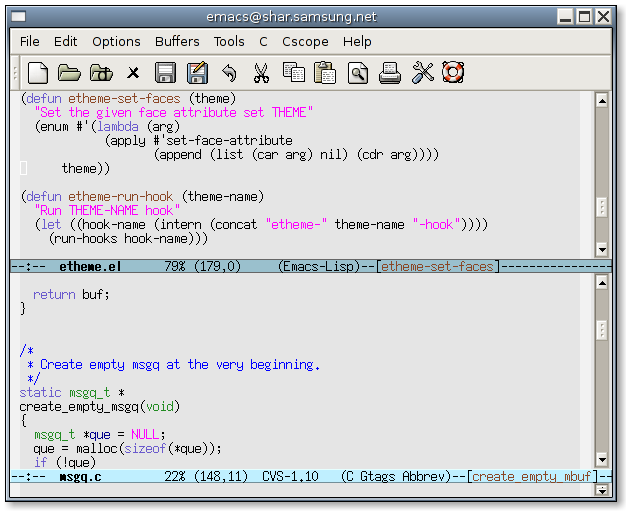 emacs@shar.samsung.net
File Edit Options Buffers Tools C Cscope Help
(defun etheme-set-faces (theme)
  "Set the given face attribute set THEME"
  (enum #'(lambda (arg)
            (apply #'set-face-attribute
                   (append (list (car arg) nil) (cdr arg))))
      theme))
(defun etheme-run-hook (theme-name)
  "Run THEME-NAME hook"
  (let ((hook-name (intern (concat "etheme-" theme-name "-hook"))))
    (run-hooks hook-name)))
--:--  etheme.el      79% (179,0)     (Emacs-Lisp)--[etheme-set-faces]----------------
  return buf;
}
/*
 * Create empty msgq at the very beginning.
 */
static msgq_t *
create_empty_msgq(void)
{
  msgq_t *que = NULL;
  que = malloc(sizeof(*que));
  if (!que)
--:--  msgq.c         22% (148,11)  CVS-1.10   (C Gtags Abbrev)--[create_empty_mbuf]--